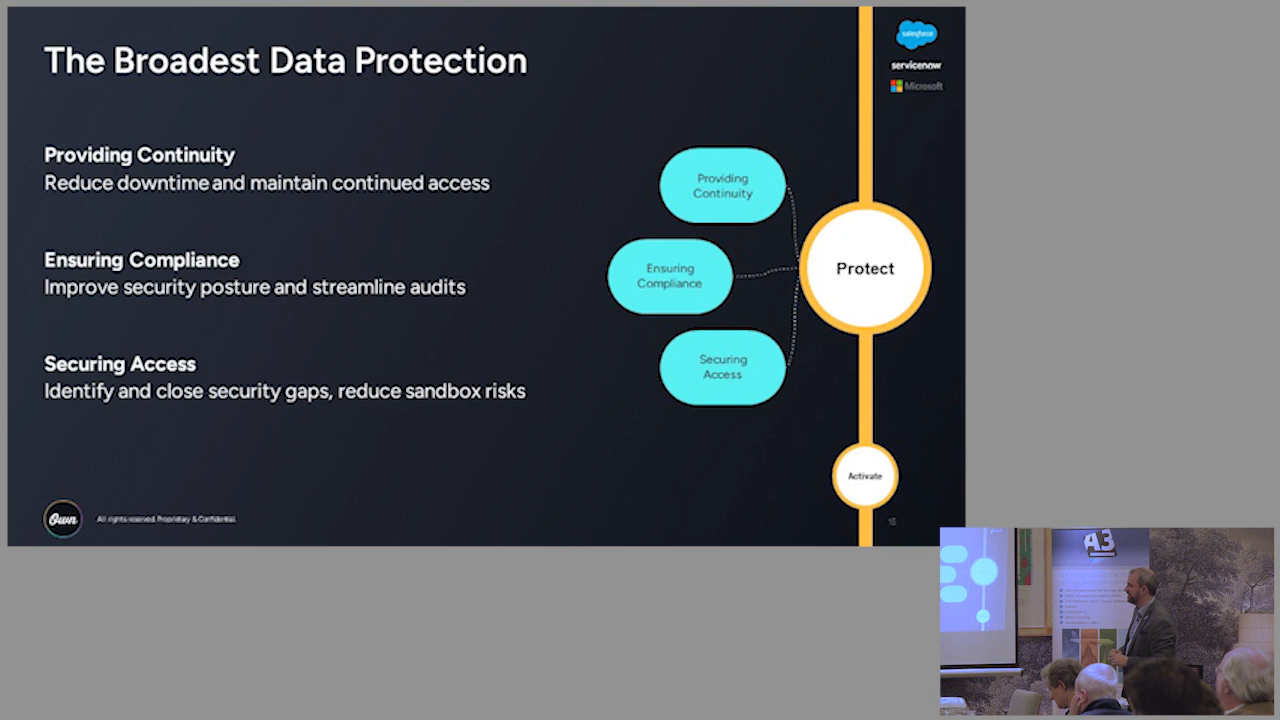 The Broadest Data Protection
salesforce
servicenow
Microsoft
Providing Continuity
Reduce downtime and maintain continued access
Ensuring Compliance
Improve security posture and streamline audits
Securing Access
Identify and close security gaps, reduce sandbox risks
Providing
Continuity
Ensuring
Compliance
Securing
Access
Protect
Activate
Own
All rights reserved. Proprietary & Confidential.
A3